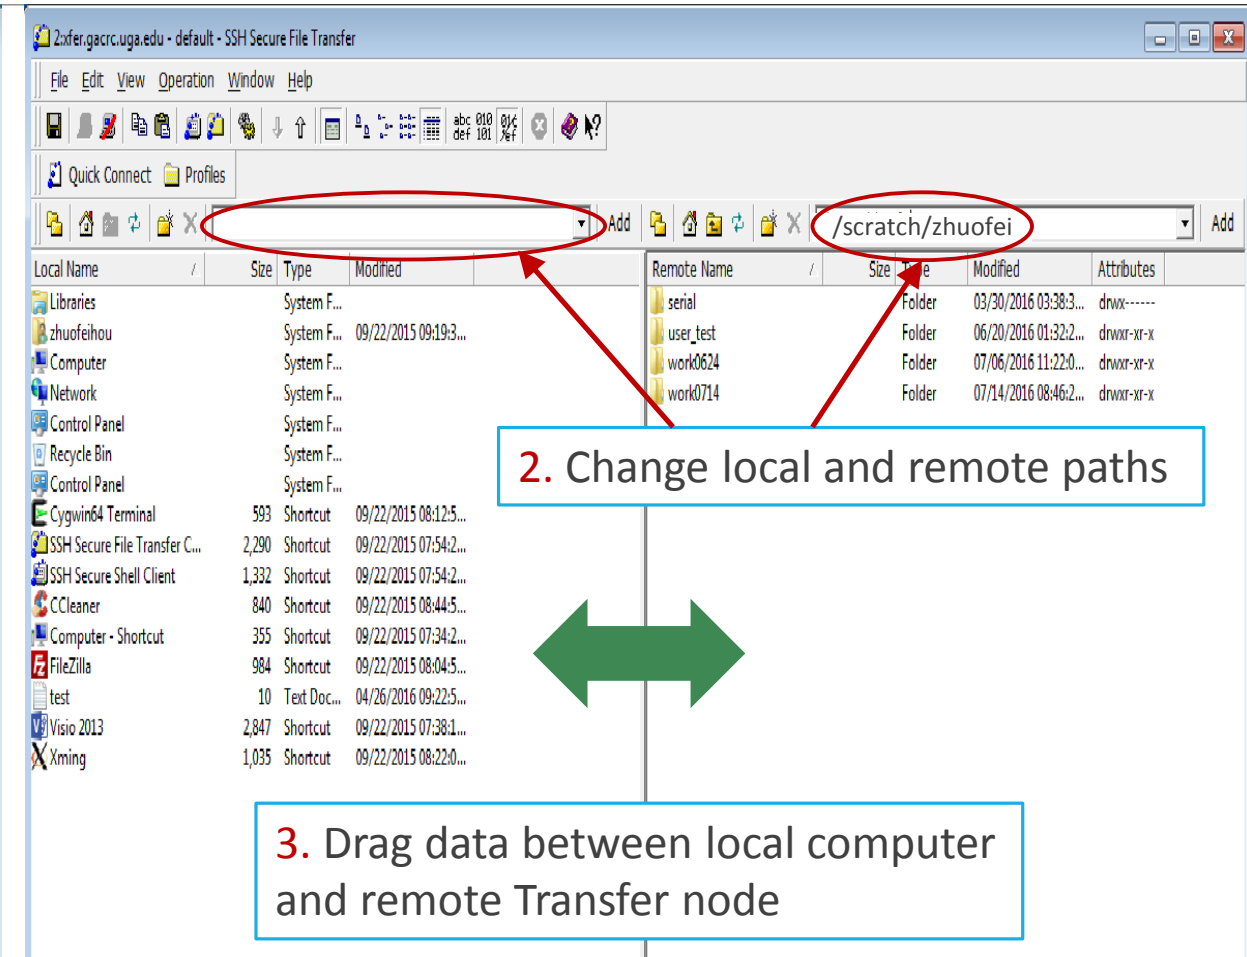 2:xfer.gacrc.uga.edu - default - SSH Secure File Transfer
File Edit View Operation Window Help
abc 010
def 101
Quick Connect Profiles
Add /scratch/zhuofei Add
Local Name / Size Type Modified
Remote Name / Size Type Modified Attributes
Libraries System F...
zhuofeihou System F... 09/22/2015 09:19:3...
Computer System F...
Network System F...
Control Panel System F...
Recycle Bin System F...
Control Panel System F...
Cygwin64 Terminal 593 Shortcut 09/22/2015 08:12:5...
SSH Secure File Transfer C... 2,290 Shortcut 09/22/2015 07:54:2...
SSH Secure Shell Client 1,332 Shortcut 09/22/2015 07:54:2...
CCleaner 840 Shortcut 09/22/2015 08:44:5...
Computer - Shortcut 355 Shortcut 09/22/2015 07:34:2...
FileZilla 984 Shortcut 09/22/2015 08:04:5...
test 10 Text Doc... 04/26/2016 09:22:5...
Visio 2013 2,847 Shortcut 09/22/2015 07:38:1...
Xming 1,035 Shortcut 09/22/2015 08:22:0...
serial Folder 03/30/2016 03:38:3... drwx------
user_test Folder 06/20/2016 01:32:2... drwxr-xr-x
work0624 Folder 07/06/2016 11:22:0... drwxr-xr-x
work0714 Folder 07/14/2016 08:46:2... drwxr-xr-x
2. Change local and remote paths
3. Drag data between local computer
and remote Transfer node